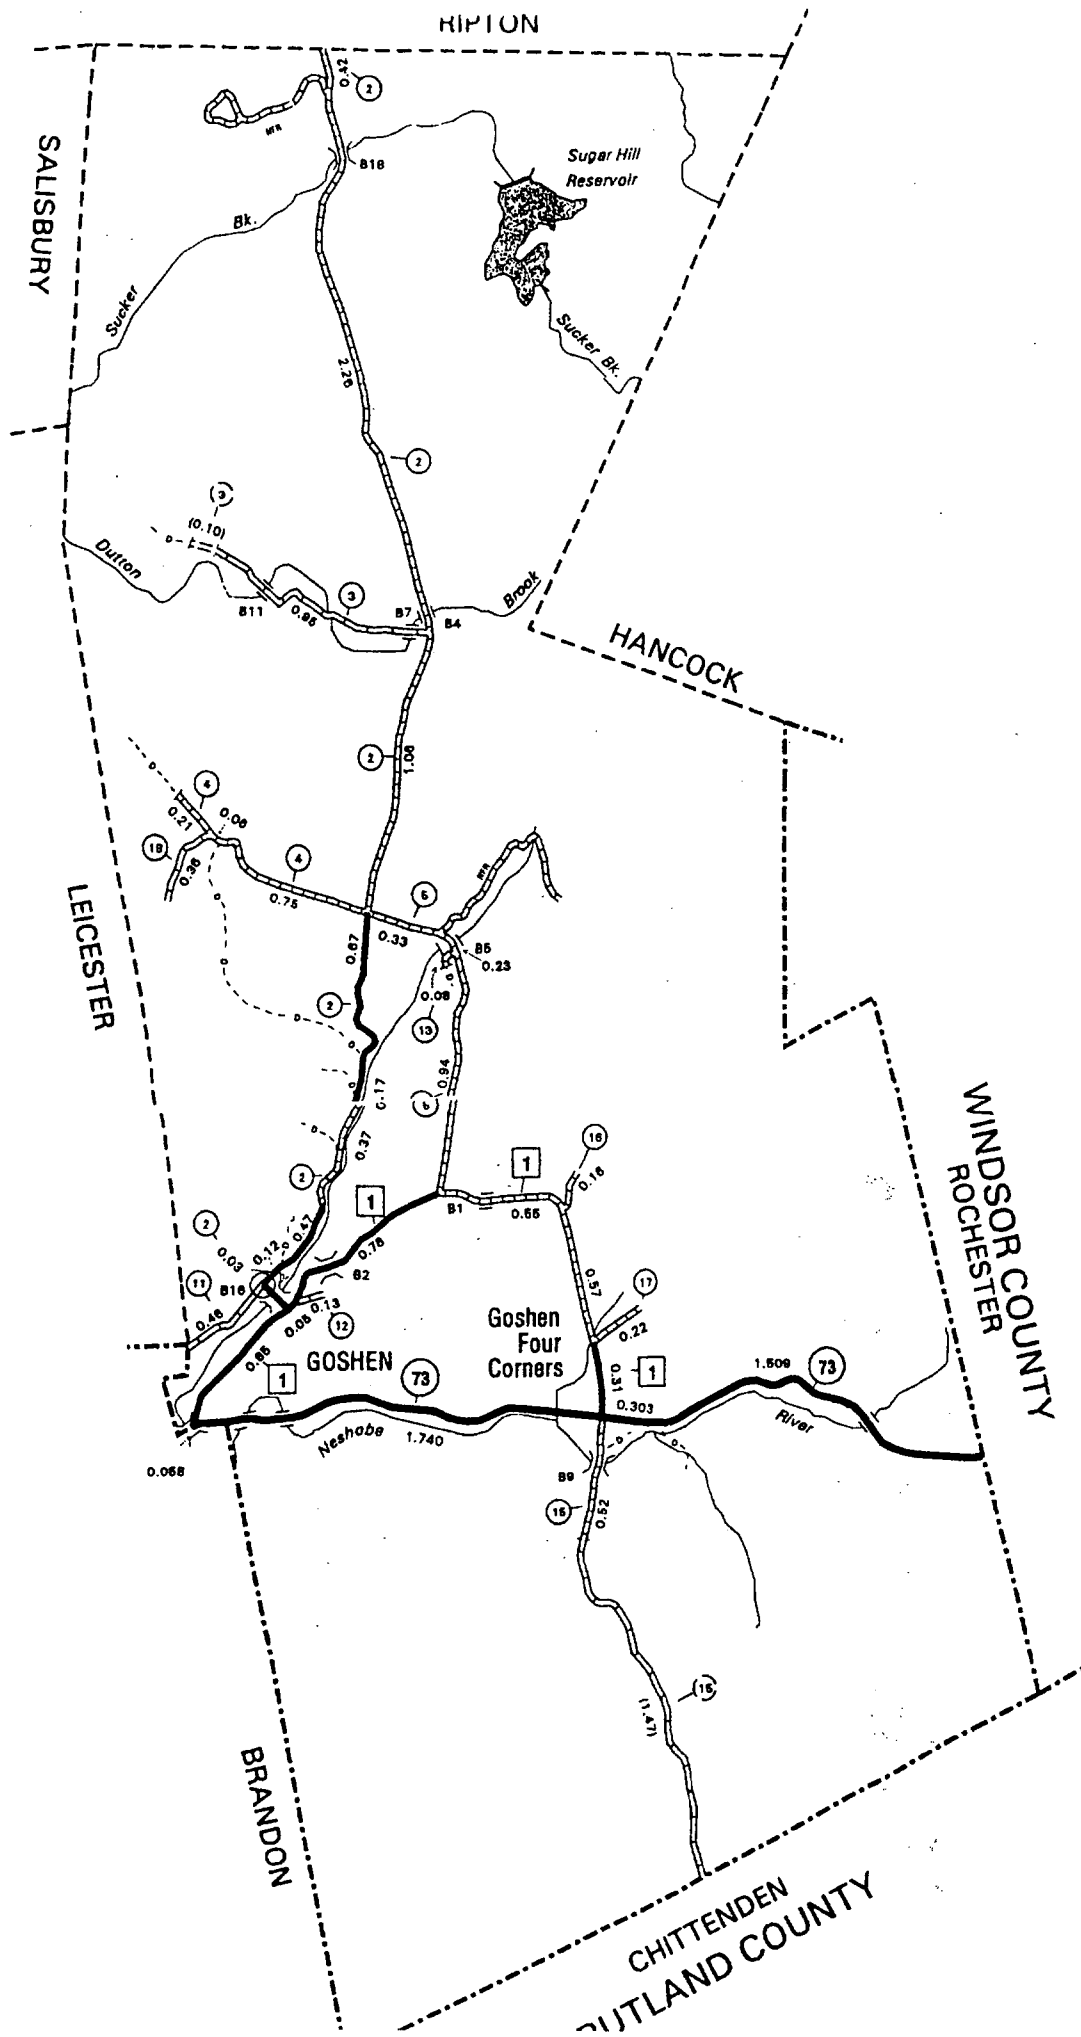 RIPTON
0.42
2
NFR
SALISBURY
B18
Sugar Hill
Reservoir
Bk.
Sucker
Sucker Bk.
2.26
2
3
(0.10)
D
Dutton
B11
0.95
3
B7
B4
Brook
HANCOCK
2
1.06
D
4
0.21
0.06
18
0.36
4
0.75
LEICESTER
5
0.33
NFR
B5
0.23
0.67
D
0.08
D
13
2
D
D
D
0.17
0.94
6
0.37
D
2
1
16
0.16
1
B1
0.55
2
0.03
0.12
0.47
D
0.78
B2
11
B16
0.46
0.05
0.13
12
0.57
17
0.22
Goshen
Four
Corners
GOSHEN
0.85
1
73
0.31
1
0.303
1.509
73
River
Neshobe
1.740
0.068
D
D
B9
15
0.52
WINDSOR COUNTY
ROCHESTER
15
(1.47)
BRANDON
CHITTENDEN
RUTLAND COUNTY